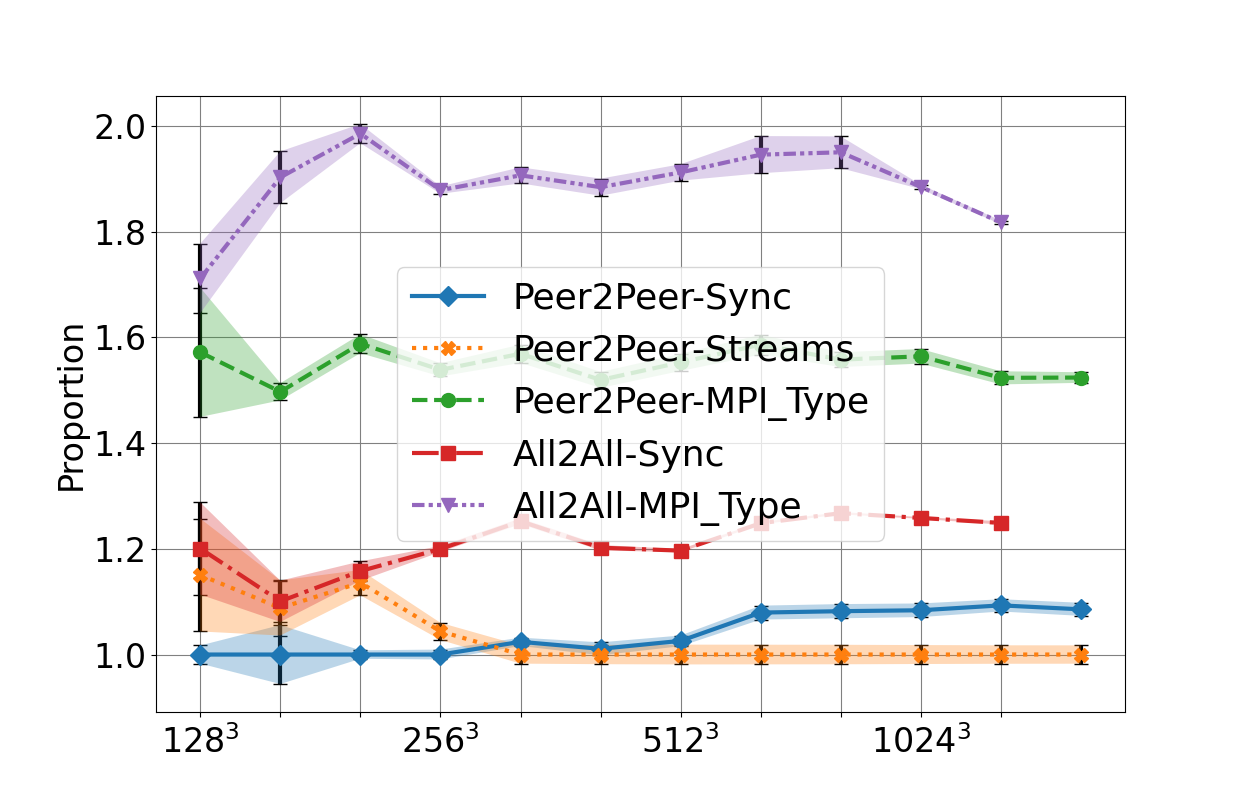 2.0
1.8
1.6
1.4
1.2
1.0
Proportion
Peer2Peer-Sync
Peer2Peer-Streams
Peer2Peer-MPI_Type
All2All-Sync
All2All-MPI_Type
128³ 256³ 512³ 1024³